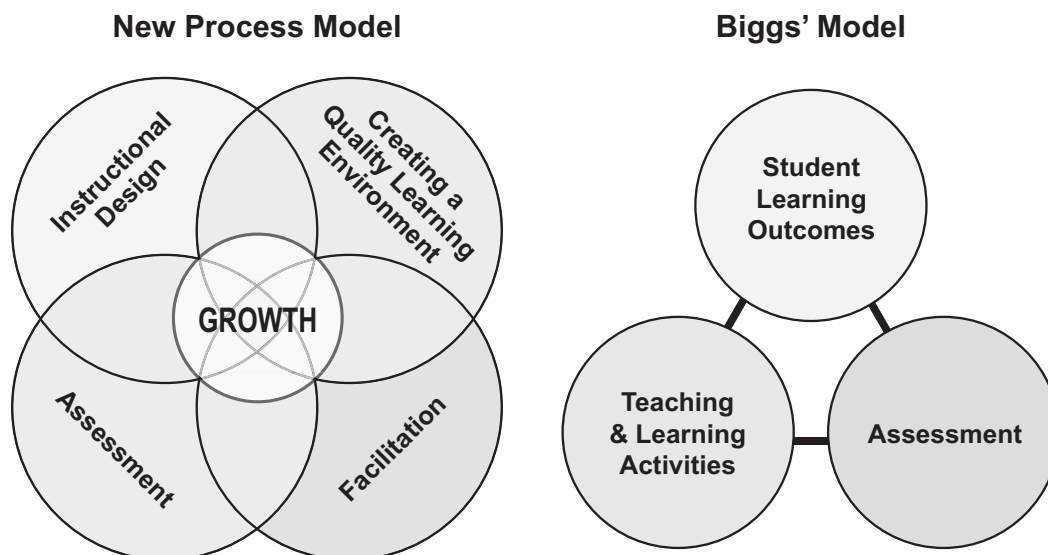 New Process Model
Biggs' Model
Instructional
Design
Creating a
Quality Learning
Environment
GROWTH
Assessment
Facilitation
Student
Learning
Outcomes
Teaching
& Learning
Activities
Assessment